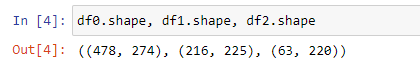 In [4]: df0.shape, df1.shape, df2.shape
Out[4]: ((478, 274), (216, 225), (63, 220))